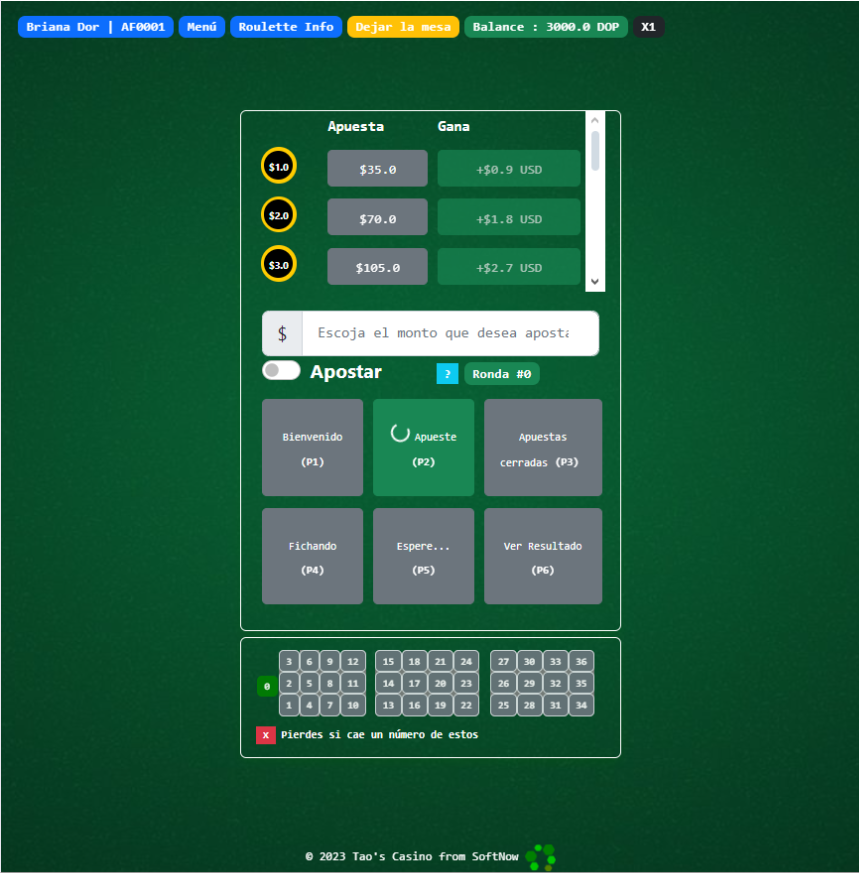 Briana Dor | AF0001 Menú Roulette Info Dejar la mesa Balance : 3000.0 DOP X1
Apuesta Gana
$1.0 $35.0 +$0.9 USD
$2.0 $70.0 +$1.8 USD
$3.0 $105.0 +$2.7 USD
$ Escoja el monto que desea aposta
Apostar ? Ronda #0
Bienvenido Apueste Apuestas
(P1) (P2) cerradas (P3)
Fichando Espere... Ver Resultado
(P4) (P5) (P6)
3 6 9 12 15 18 21 24 27 30 33 36
0 2 5 8 11 14 17 20 23 26 29 32 35
1 4 7 10 13 16 19 22 25 28 31 34
x Pierdes si cae un número de estos
© 2023 Tao's Casino from SoftNow